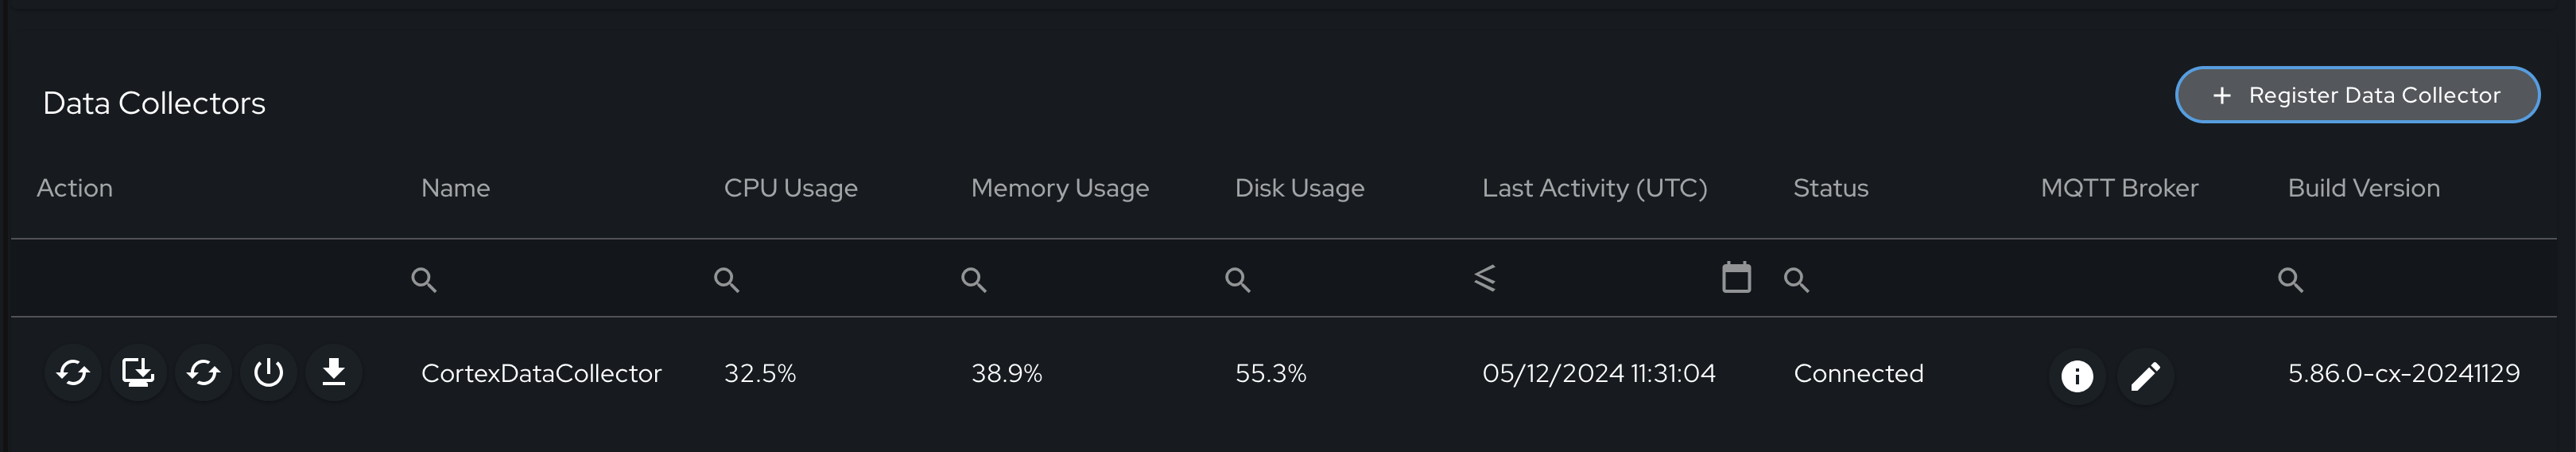 Data Collectors
+ Register Data Collector
Action Name CPU Usage Memory Usage Disk Usage Last Activity (UTC) Status MQTT Broker Build Version
CortexDataCollector 32.5% 38.9% 55.3% 05/12/2024 11:31:04 Connected 5.86.0-cx-20241129